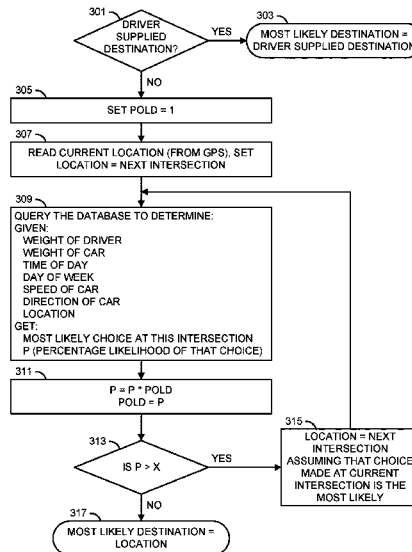 301
DRIVER
SUPPLIED
DESTINATION?
YES
303
MOST LIKELY DESTINATION =
DRIVER SUPPLIED DESTINATION
NO
305
SET POLD = 1
307
READ CURRENT LOCATION (FROM GPS), SET
LOCATION = NEXT INTERSECTION
309
QUERY THE DATABASE TO DETERMINE:
GIVEN:
WEIGHT OF DRIVER
WEIGHT OF CAR
TIME OF DAY
DAY OF WEEK
SPEED OF CAR
DIRECTION OF CAR
LOCATION
GET:
MOST LIKELY CHOICE AT THIS INTERSECTION
P (PERCENTAGE LIKELIHOOD OF THAT CHOICE)
311
P = P * POLD
POLD = P
313
IS P > X
YES
315
LOCATION = NEXT
INTERSECTION
ASSUMING THAT CHOICE
MADE AT CURRENT
INTERSECTION IS THE
MOST LIKELY
NO
317
MOST LIKELY DESTINATION =
LOCATION